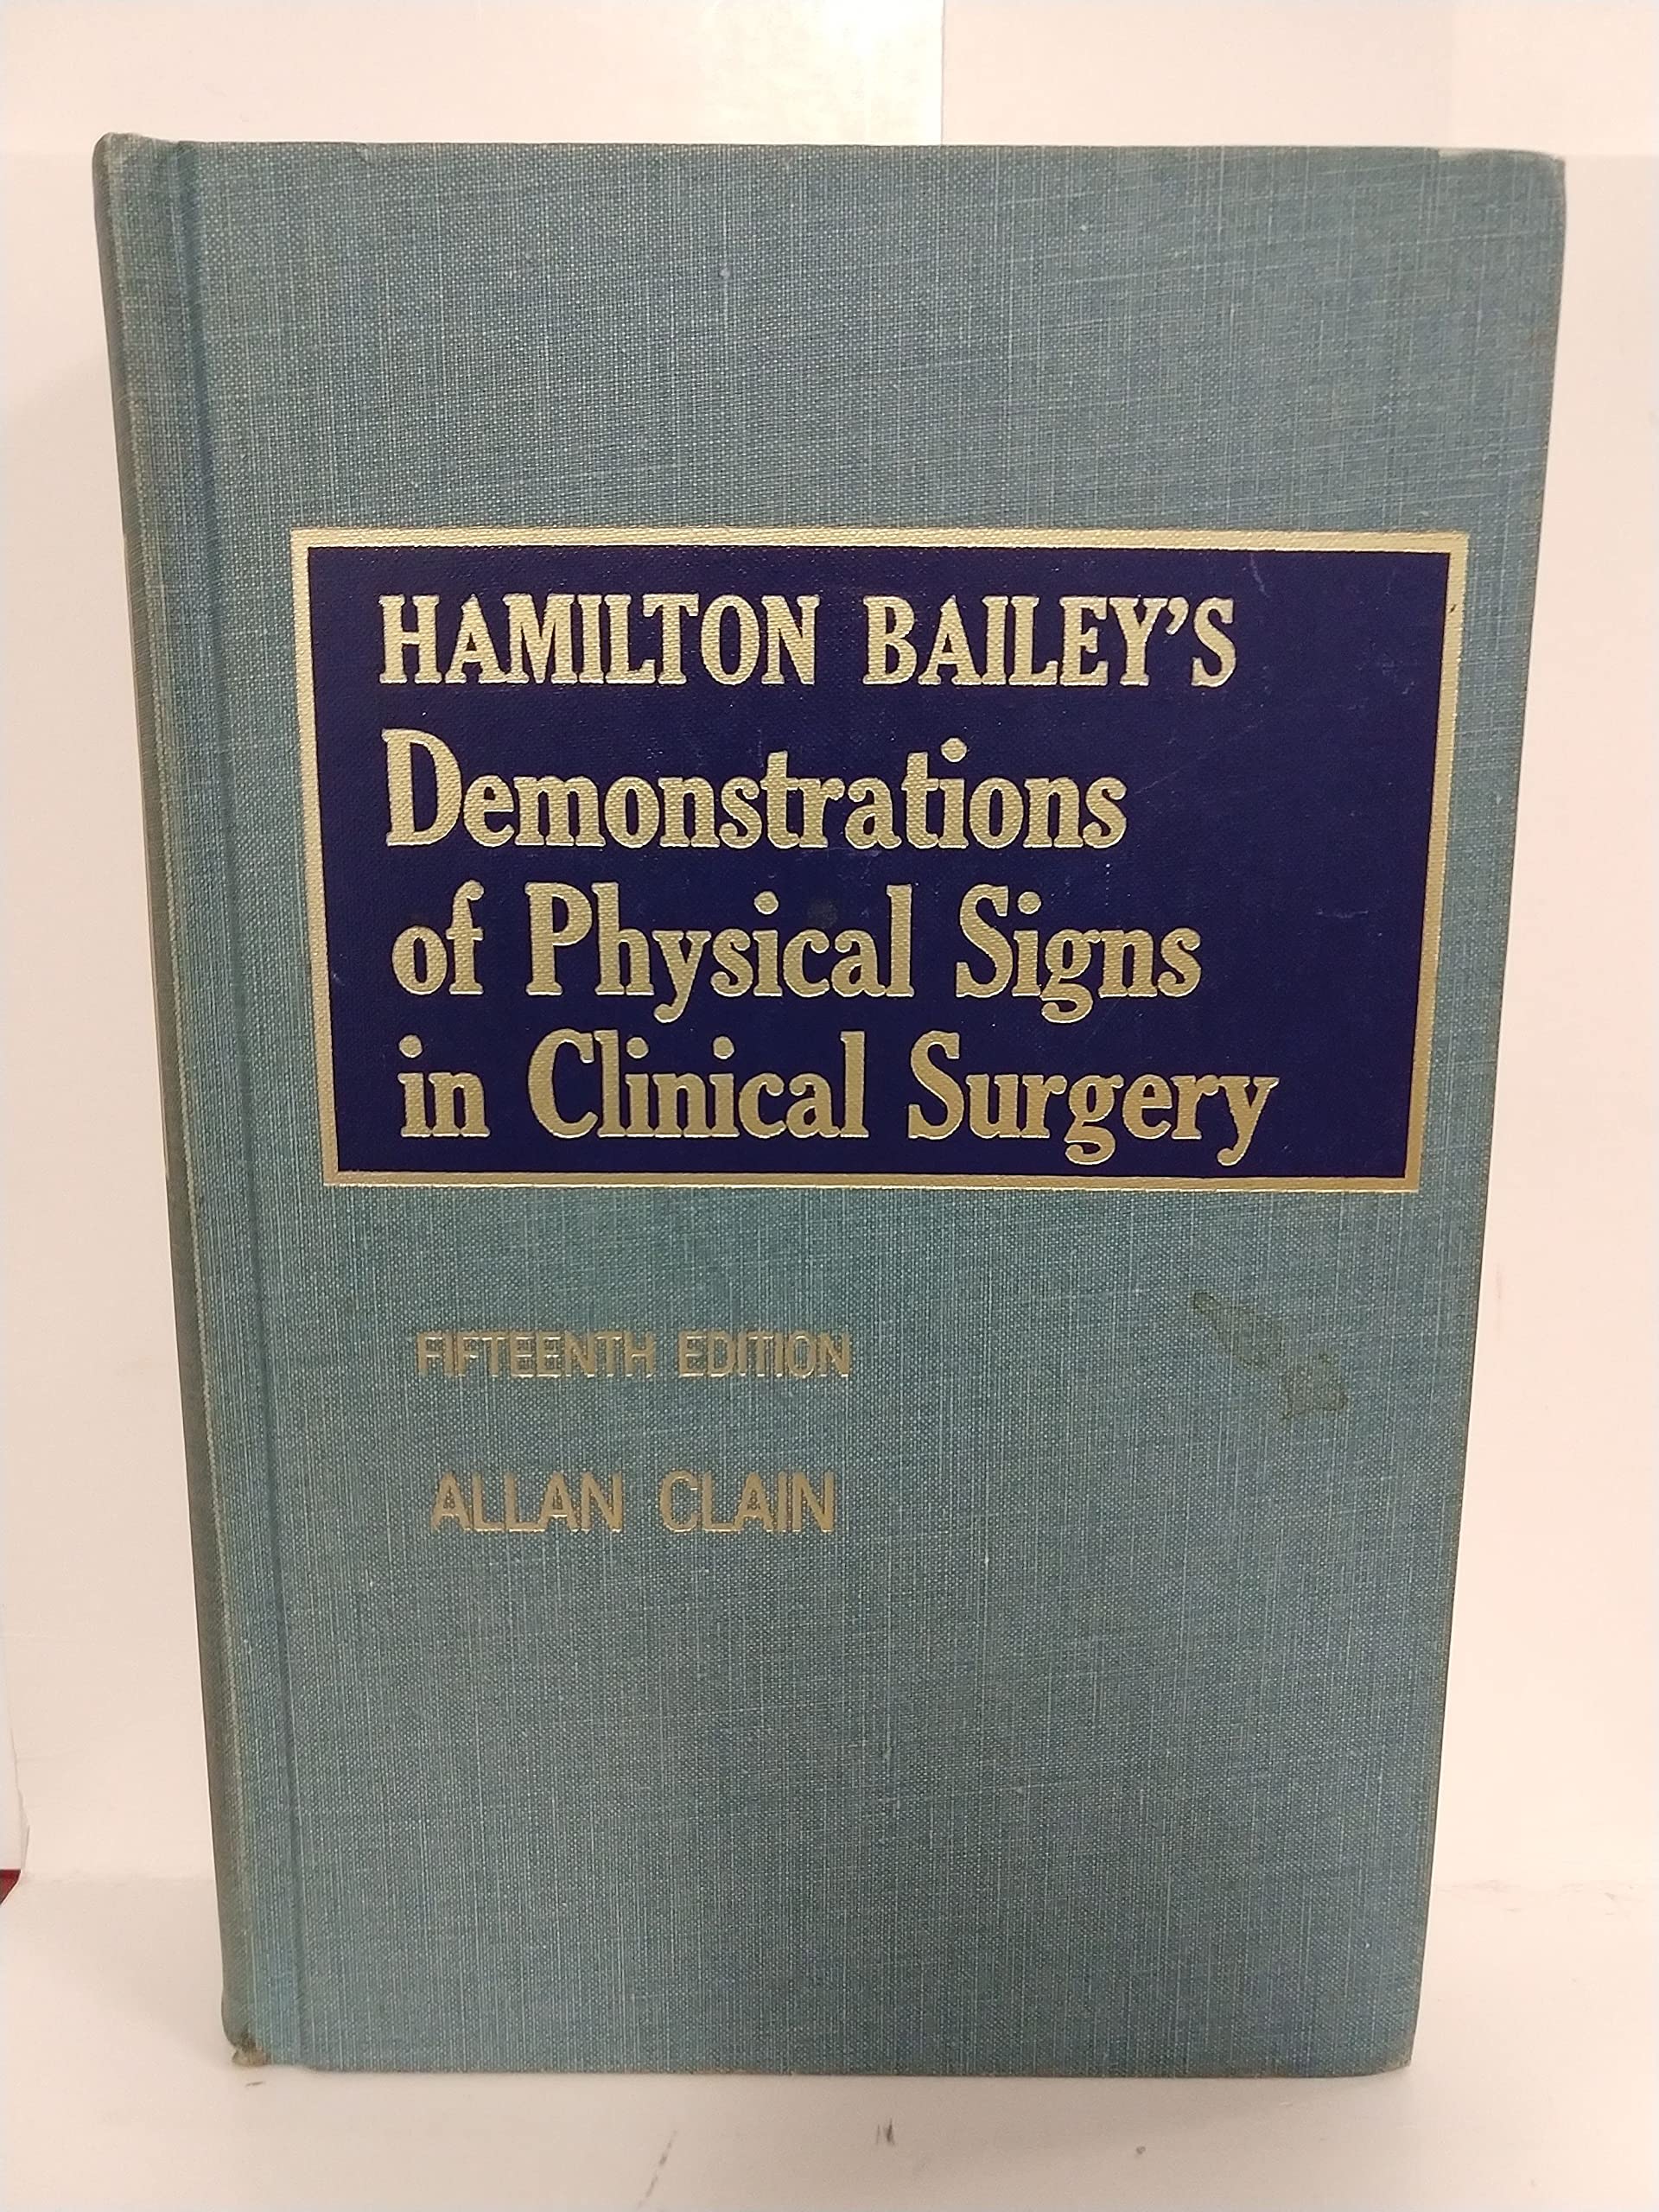 HAMILTON BAILEY'S
Demonstrations
of Physical Signs
in Clinical Surgery
FIFTEENTH EDITION
ALLAN CLAIN